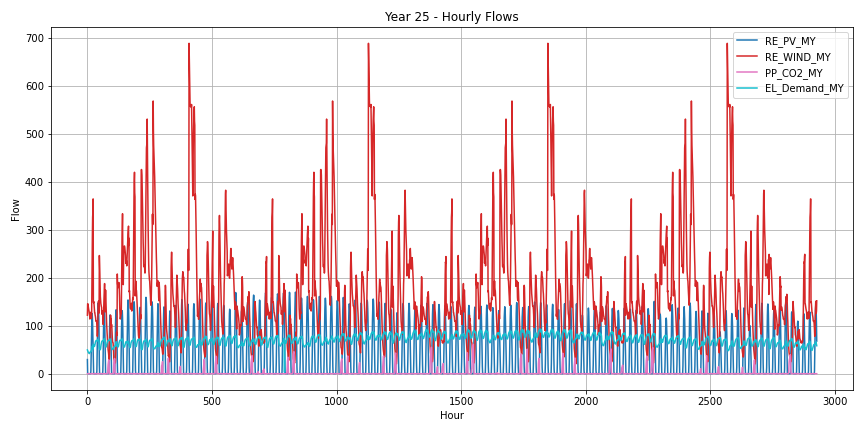 Year 25 - Hourly Flows
RE_PV_MY
RE_WIND_MY
PP_CO2_MY
EL_Demand_MY
700
600
500
400
300
200
100
0
Flow
0 500 1000 1500 2000 2500 3000
Hour